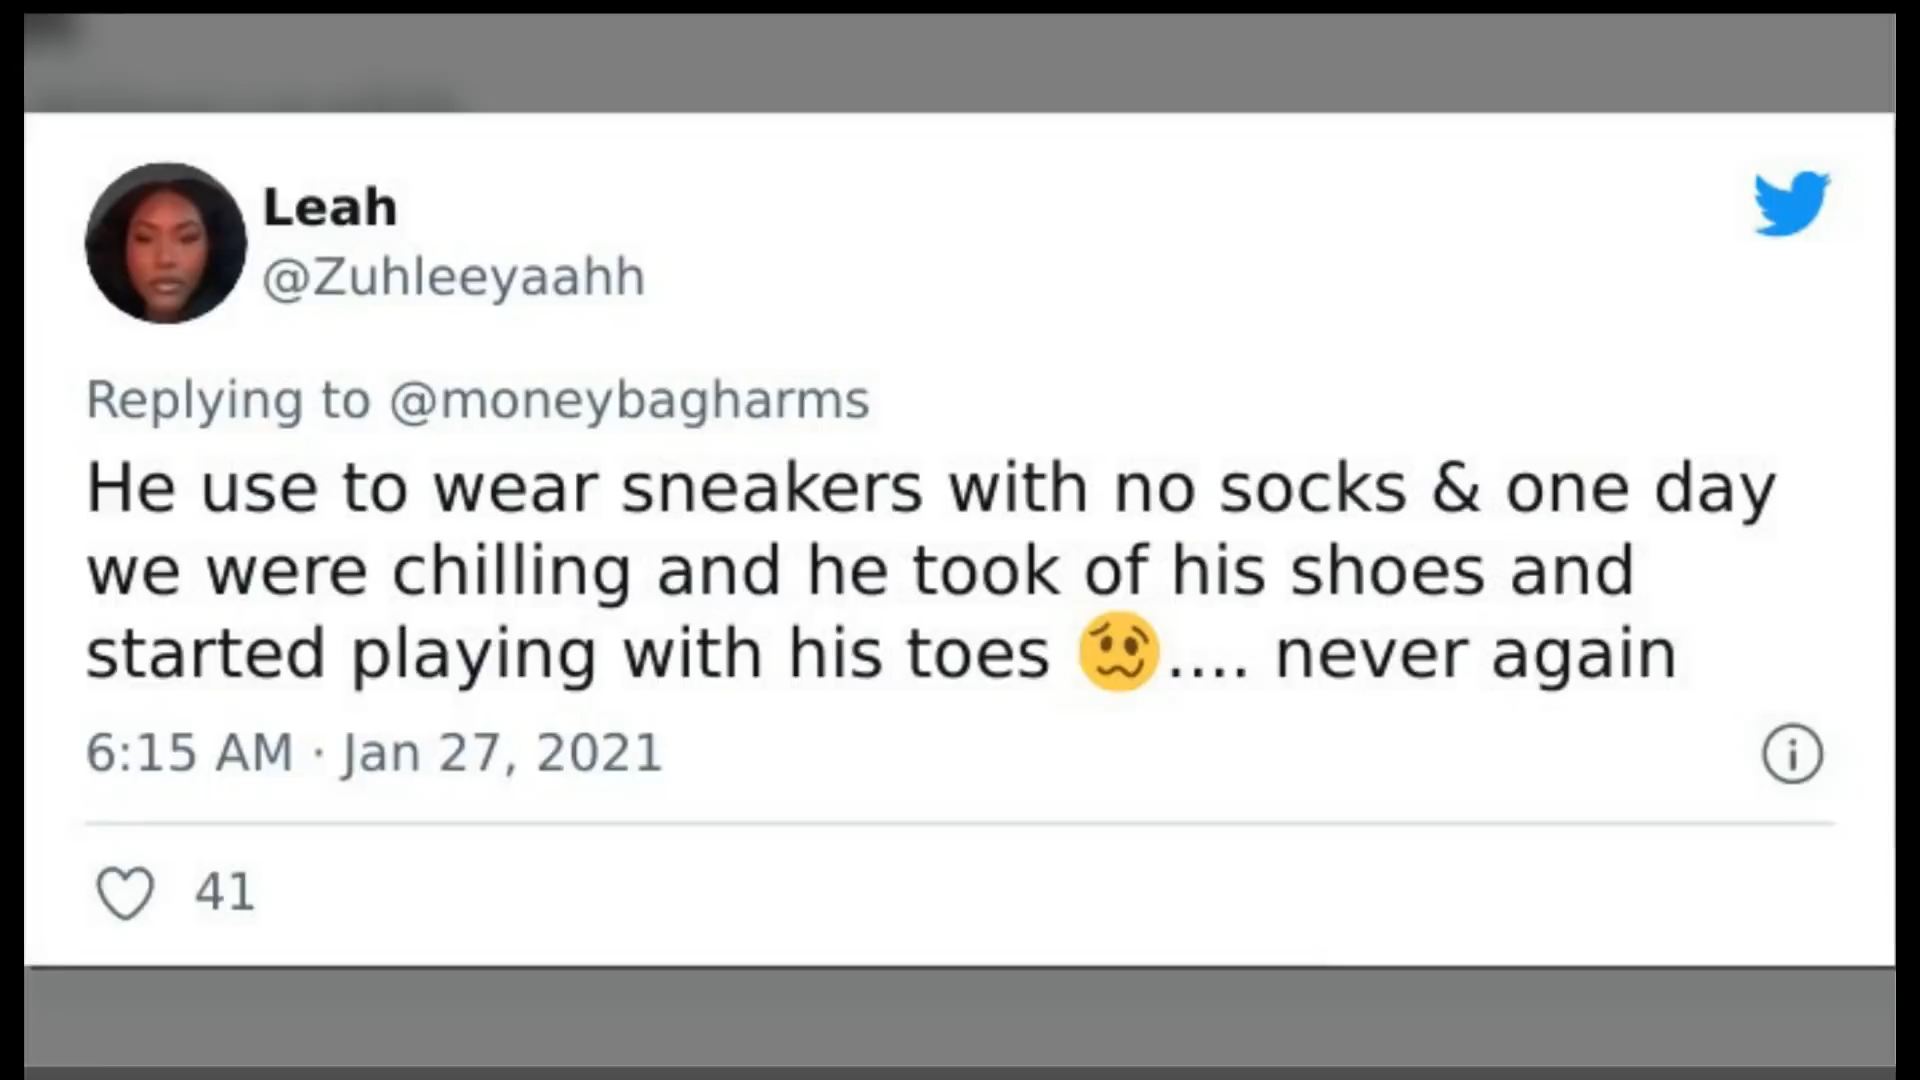 Leah
@Zuhleeyaahh
Replying to @moneybagharms
He use to wear sneakers with no socks & one day
we were chilling and he took of his shoes and
started playing with his toes 🥴.... never again
6:15 AM · Jan 27, 2021
41